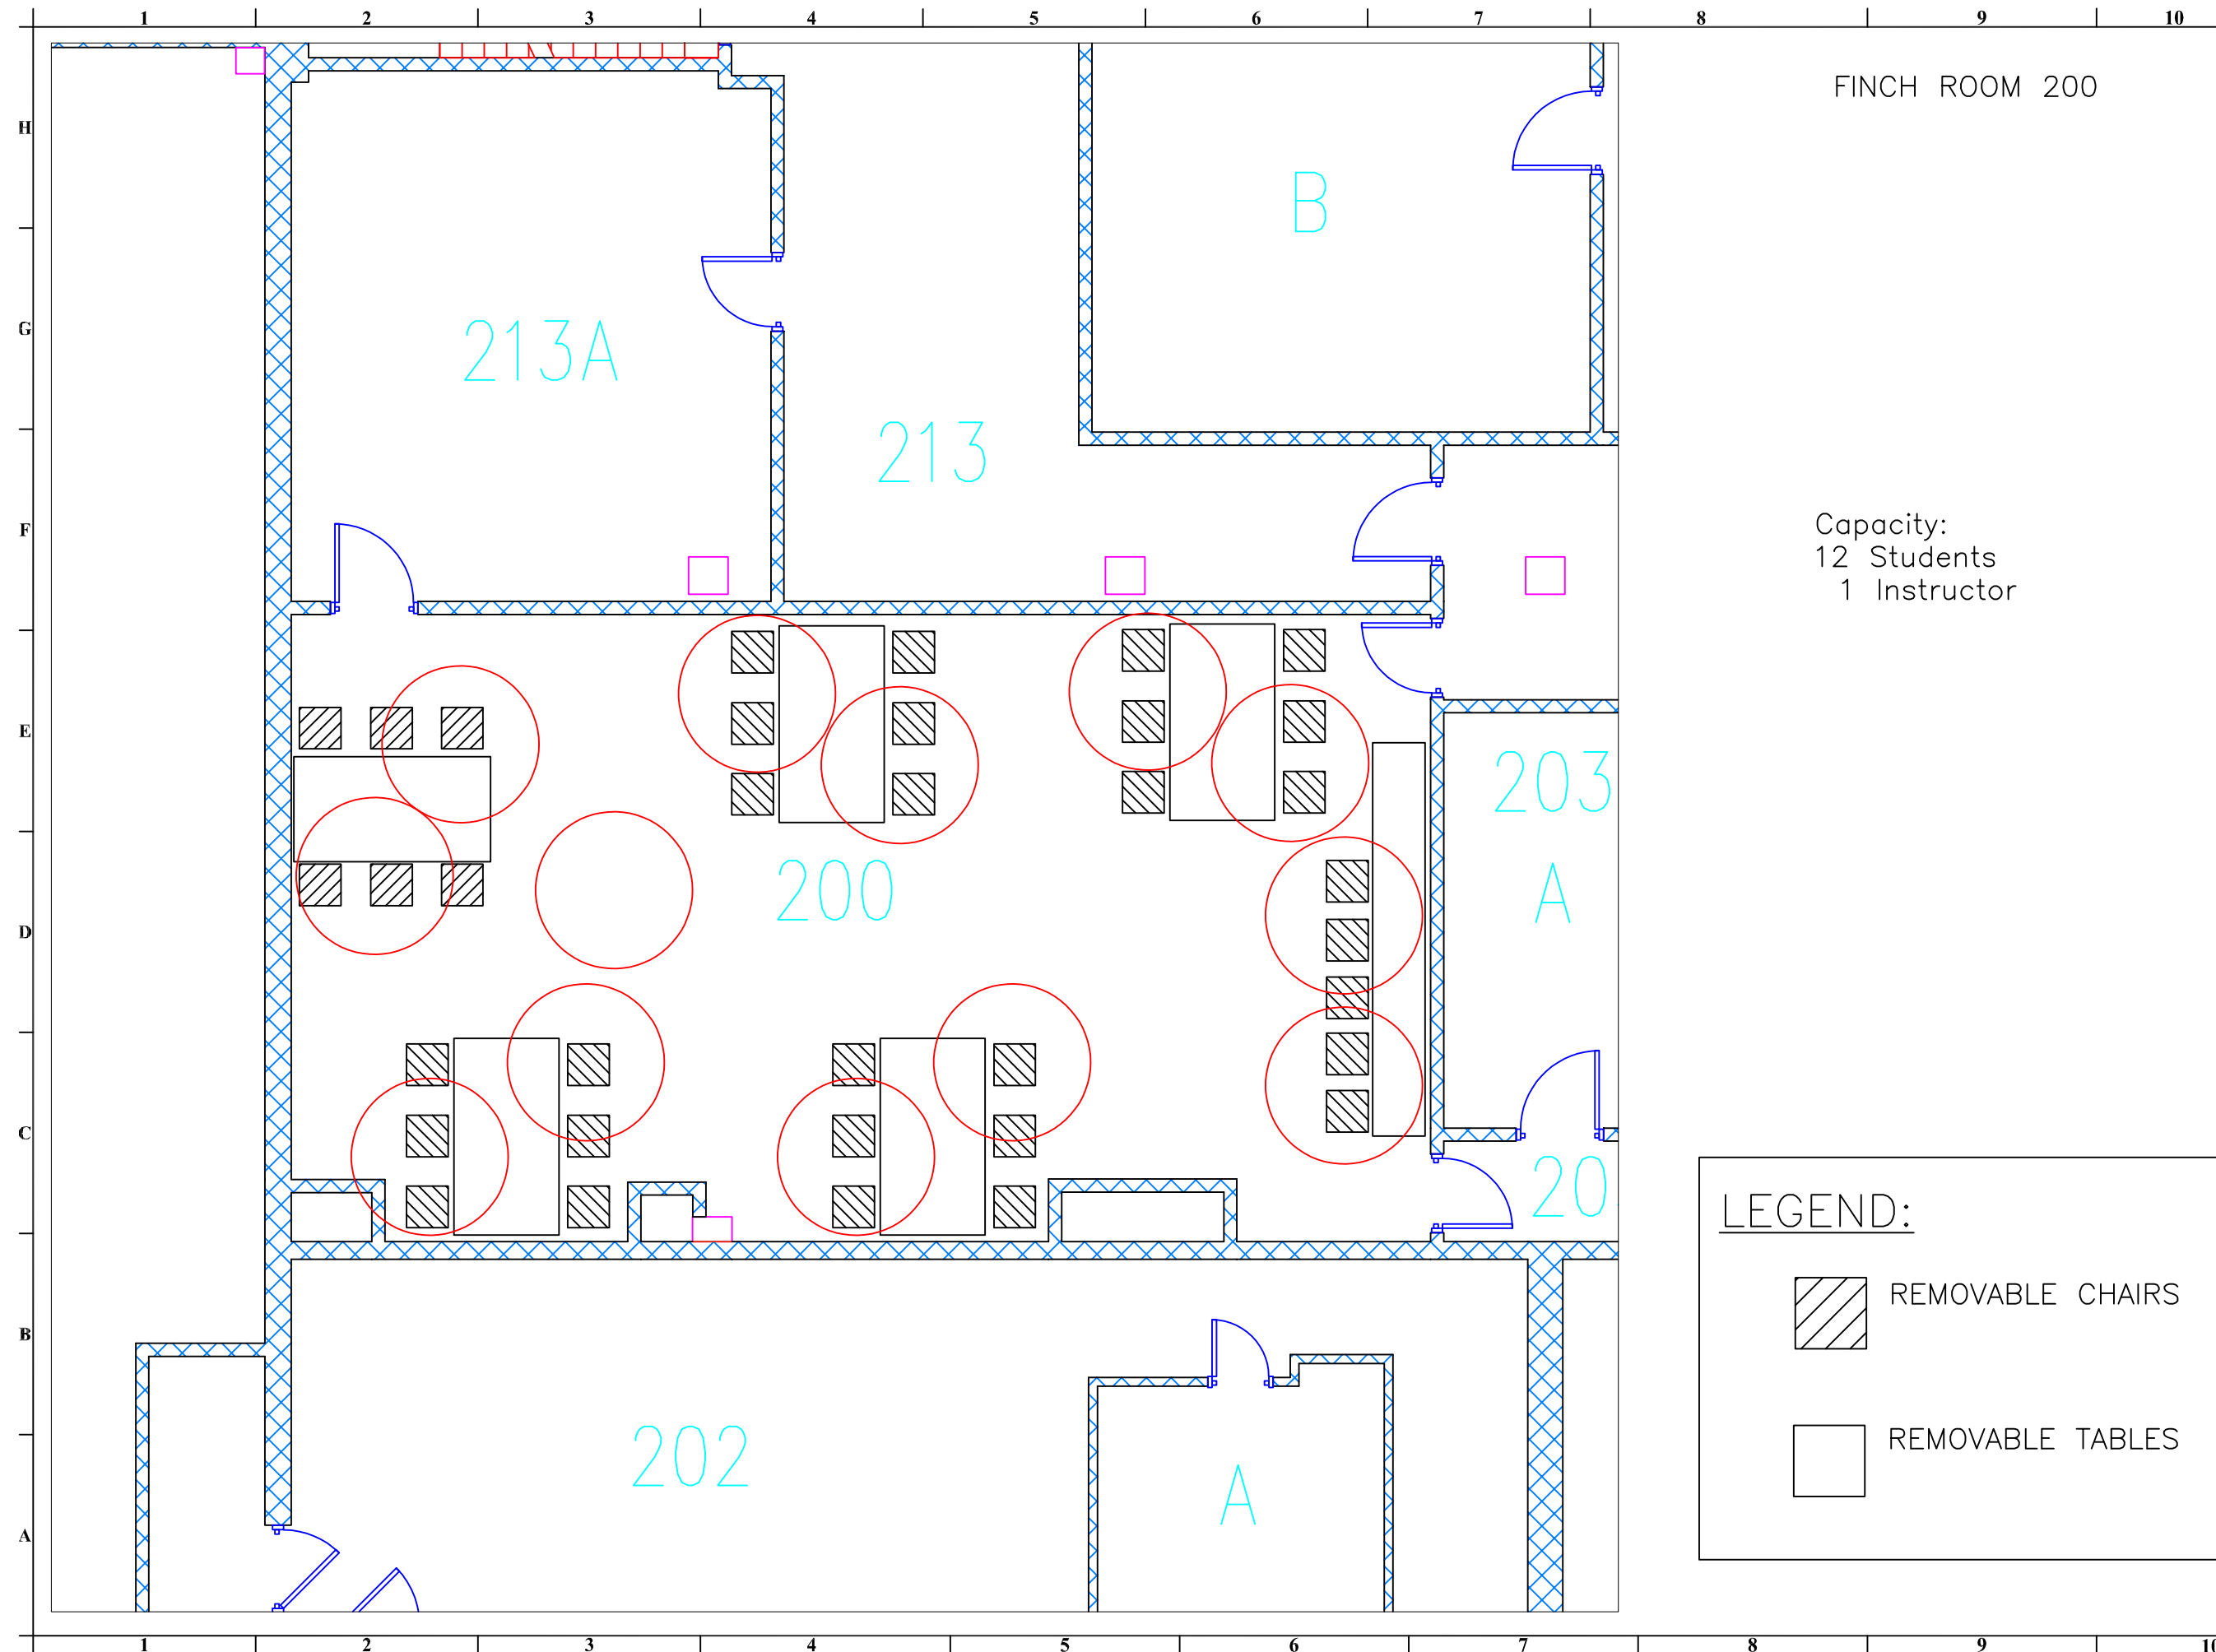 1 2 3 4 5 6 7 8 9 10
FINCH ROOM 200
H
B
G
213A
213
F
Capacity:
12 Students
1 Instructor
E
203
A
200
D
C
20
LEGEND:
REMOVABLE CHAIRS
B
REMOVABLE TABLES
202
A
A
1 2 3 4 5 6 7 8 9 10